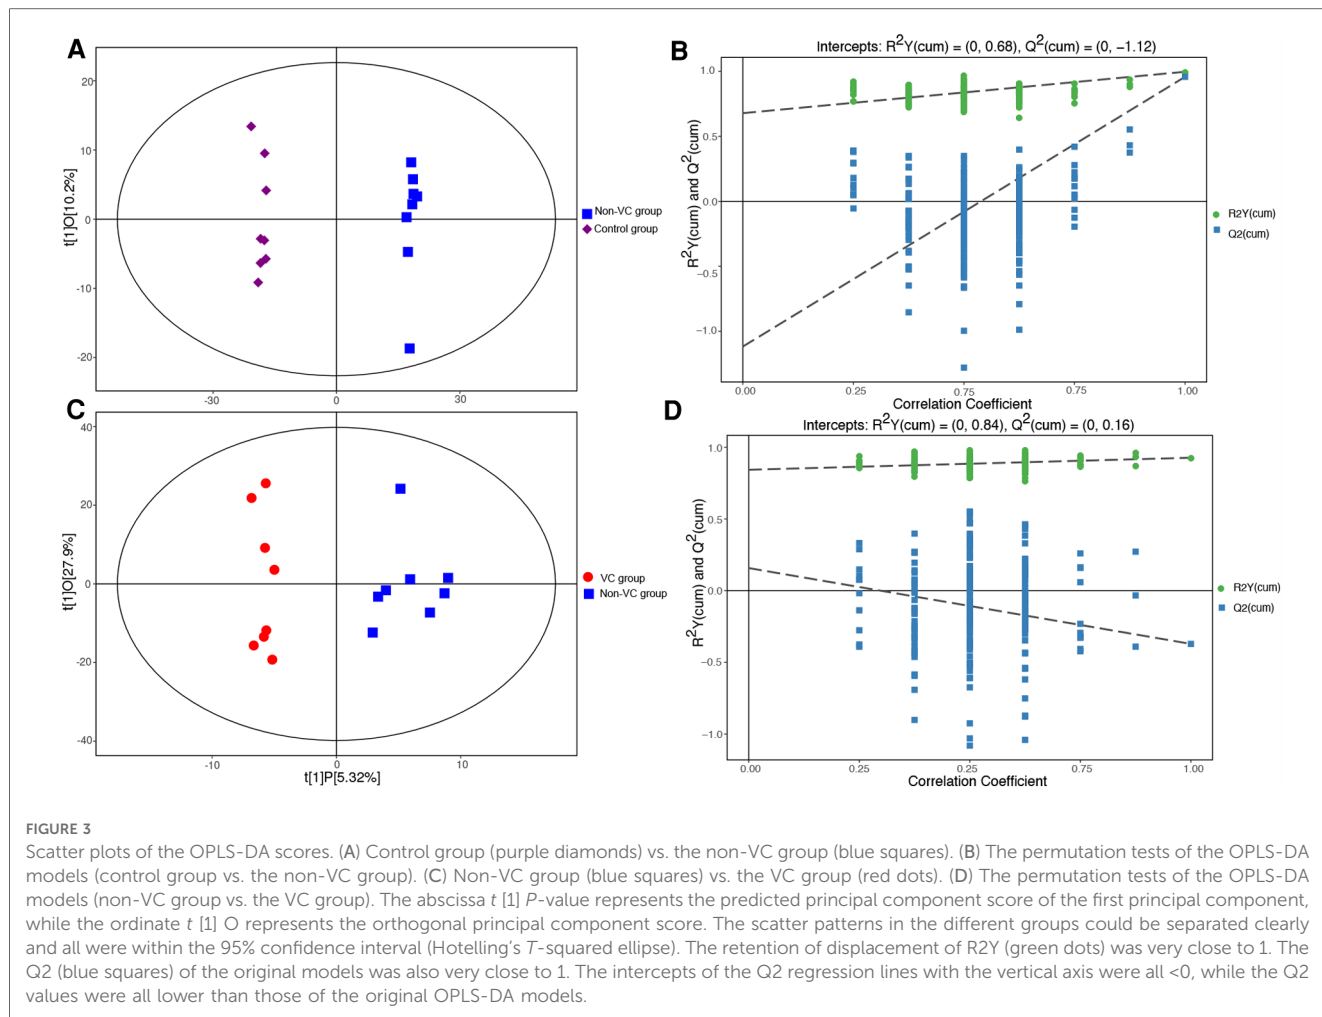 A
20
10
0
-10
-20
t[1]O[10.2%]
-30
0
30
Non-VC group
Control group
B
Intercepts: R²Y(cum) = (0, 0.68), Q²(cum) = (0, −1.12)
1.0
0.5
0.0
−0.5
−1.0
R²Y(cum) and Q²(cum)
0.00
0.25
0.75
0.75
1.00
Correlation Coefficient
R2Y(cum)
Q2(cum)
C
40
20
0
-20
-40
t[1]O[27.9%]
-10
0
10
t[1]P[5.32%]
VC group
Non-VC group
D
Intercepts: R²Y(cum) = (0, 0.84), Q²(cum) = (0, 0.16)
1.0
0.5
0.0
−0.5
−1.0
R²Y(cum) and Q²(cum)
0.00
0.25
0.25
0.75
1.00
Correlation Coefficient
R2Y(cum)
Q2(cum)
FIGURE 3
Scatter plots of the OPLS-DA scores. (A) Control group (purple diamonds) vs. the non-VC group (blue squares). (B) The permutation tests of the OPLS-DA
models (control group vs. the non-VC group). (C) Non-VC group (blue squares) vs. the VC group (red dots). (D) The permutation tests of the OPLS-DA
models (non-VC group vs. the VC group). The abscissa t [1] P-value represents the predicted principal component score of the first principal component,
while the ordinate t [1] O represents the orthogonal principal component score. The scatter patterns in the different groups could be separated clearly
and all were within the 95% confidence interval (Hotelling's T-squared ellipse). The retention of displacement of R2Y (green dots) was very close to 1. The
Q2 (blue squares) of the original models was also very close to 1. The intercepts of the Q2 regression lines with the vertical axis were all <0, while the Q2
values were all lower than those of the original OPLS-DA models.